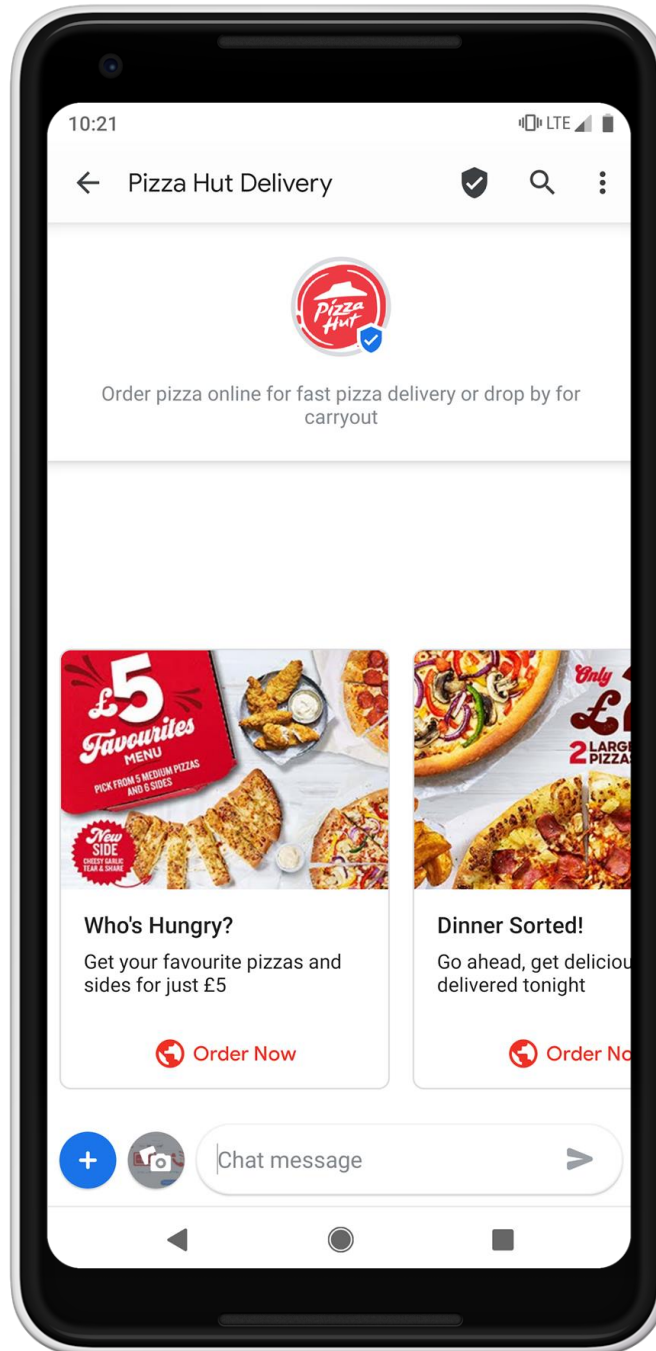 10:21
LTE
Pizza Hut Delivery
Pizza
Hut
Order pizza online for fast pizza delivery or drop by for
carryout
£5
Favourites
MENU
PICK FROM 5 MEDIUM PIZZAS
AND 6 SIDES
New
SIDE
CHEESY GARLIC
TEAR & SHARE
Only
£
2 LARGE
PIZZA
Who's Hungry?
Get your favourite pizzas and
sides for just £5
Order Now
Dinner Sorted!
Go ahead, get
delivered tonight
Order
Chat message